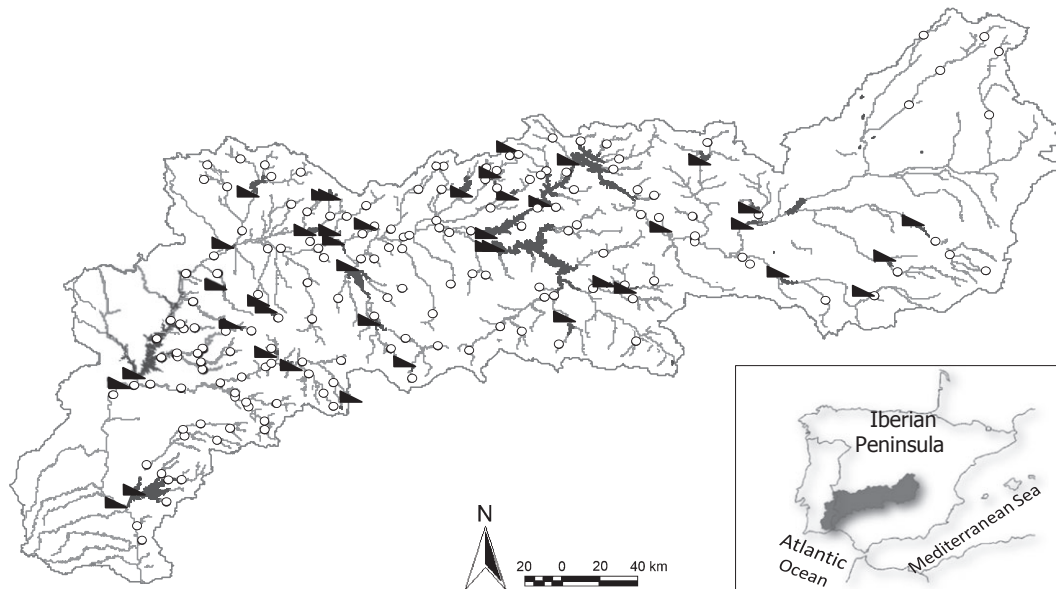 Iberian
Peninsula
Mediterranean Sea
Atlantic
Ocean
N
20 0 20 40 km